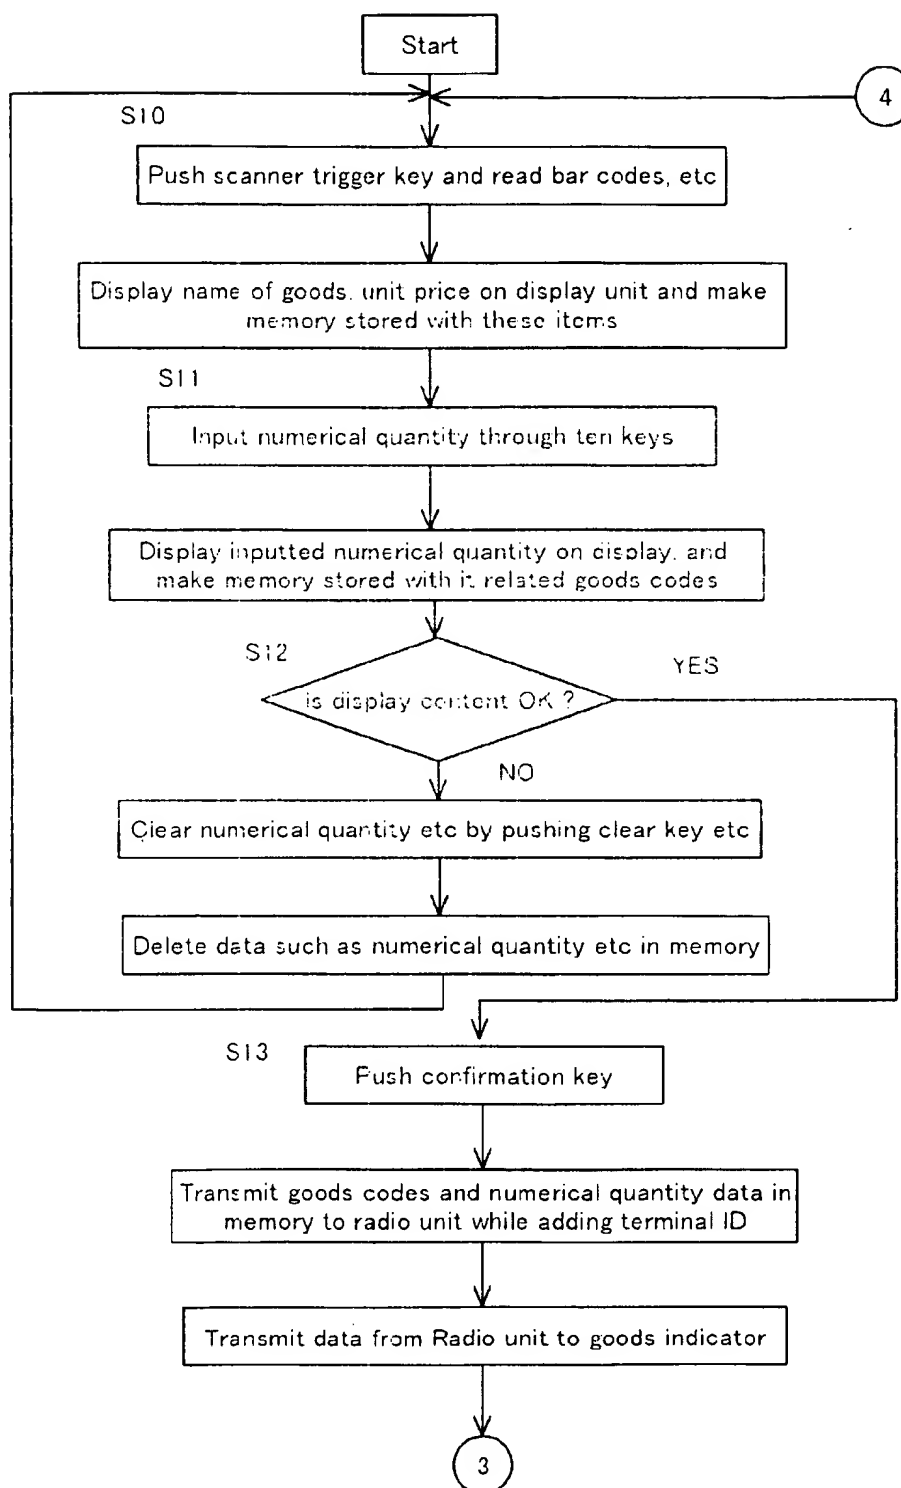 Start
4
S10
Push scanner trigger key and read bar codes, etc
Display name of goods, unit price on display unit and make
memory stored with these items
S11
Input numerical quantity through ten keys
Display inputted numerical quantity on display, and
make memory stored with it related goods codes
S12
YES
is display content OK ?
NO
Clear numerical quantity etc by pushing clear key etc
Delete data such as numerical quantity etc in memory
S13
Push confirmation key
Transmit goods codes and numerical quantity data in
memory to radio unit while adding terminal ID
Transmit data from Radio unit to goods indicator
3